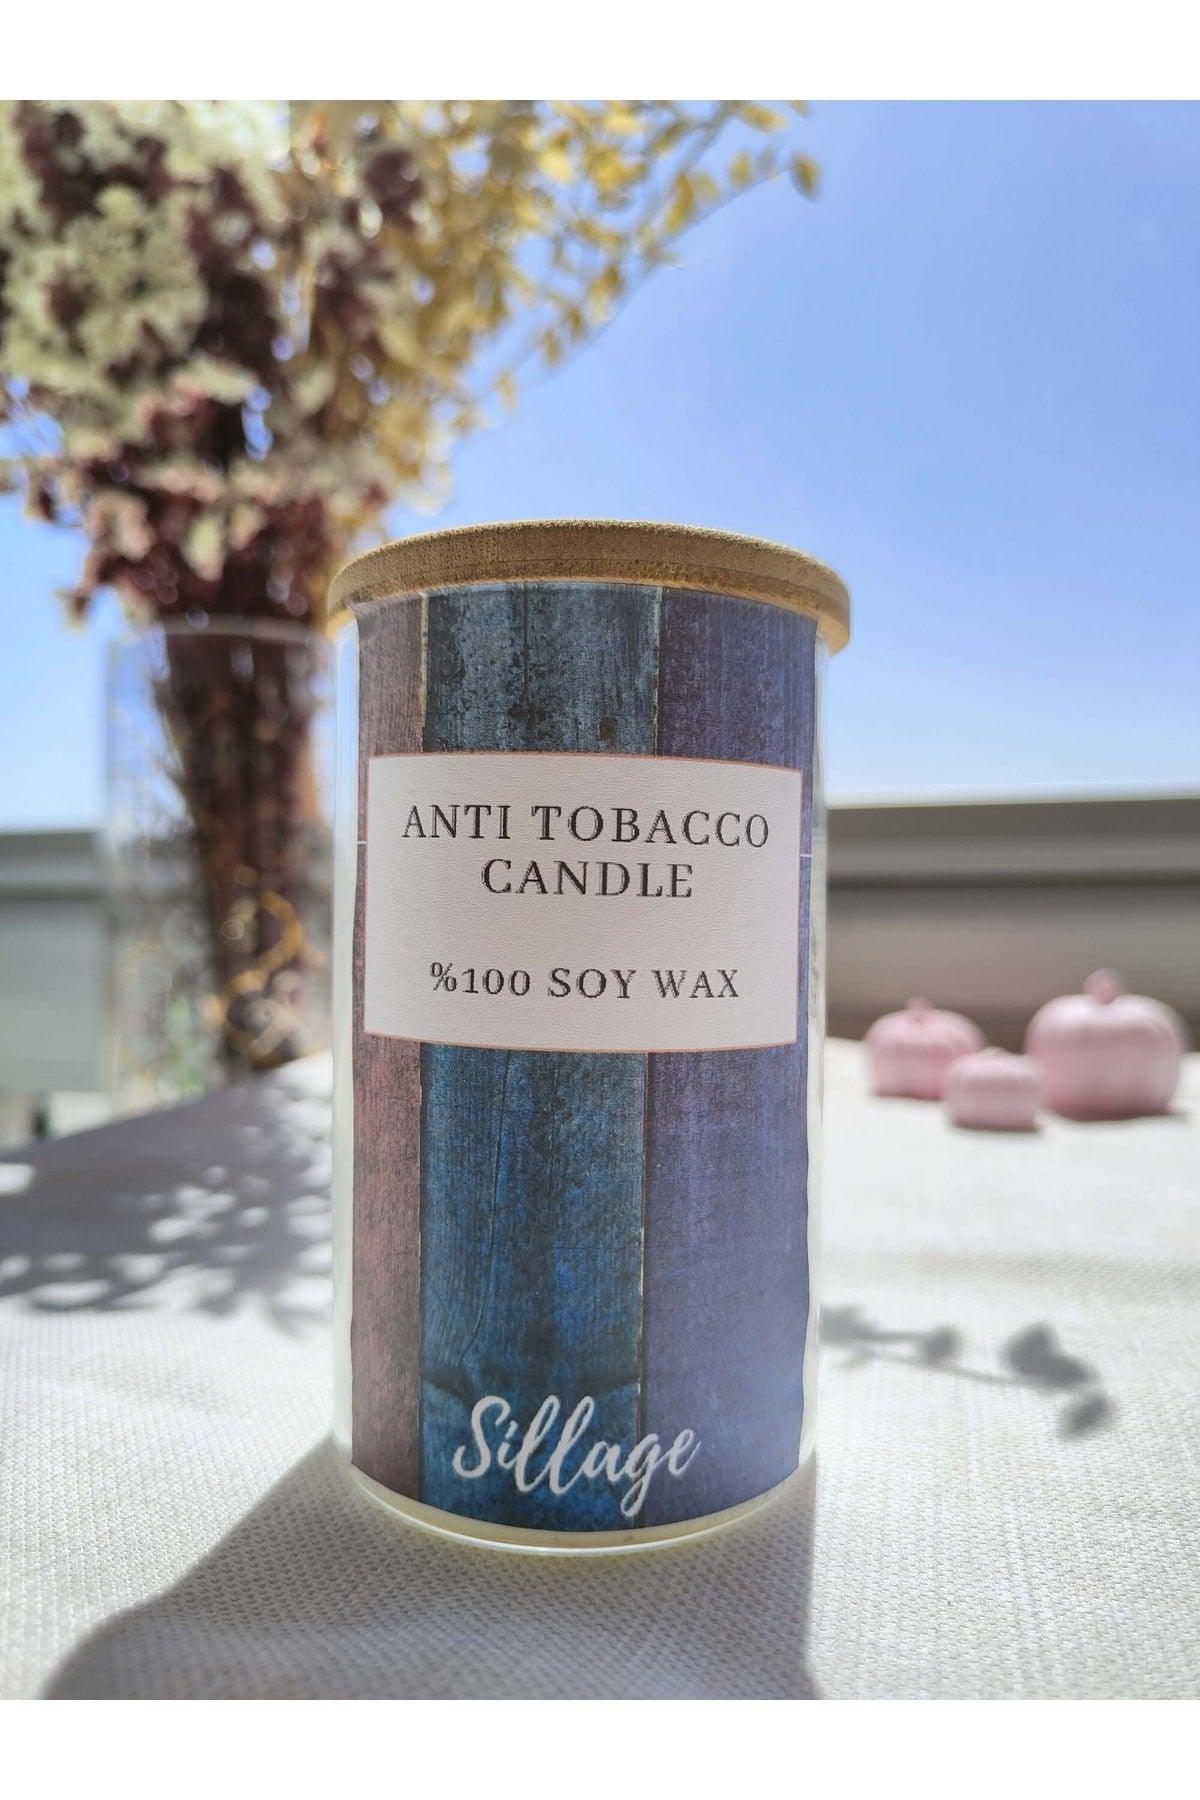 ANTI TOBACCO
CANDLE
%100 SOY WAX
Sillage